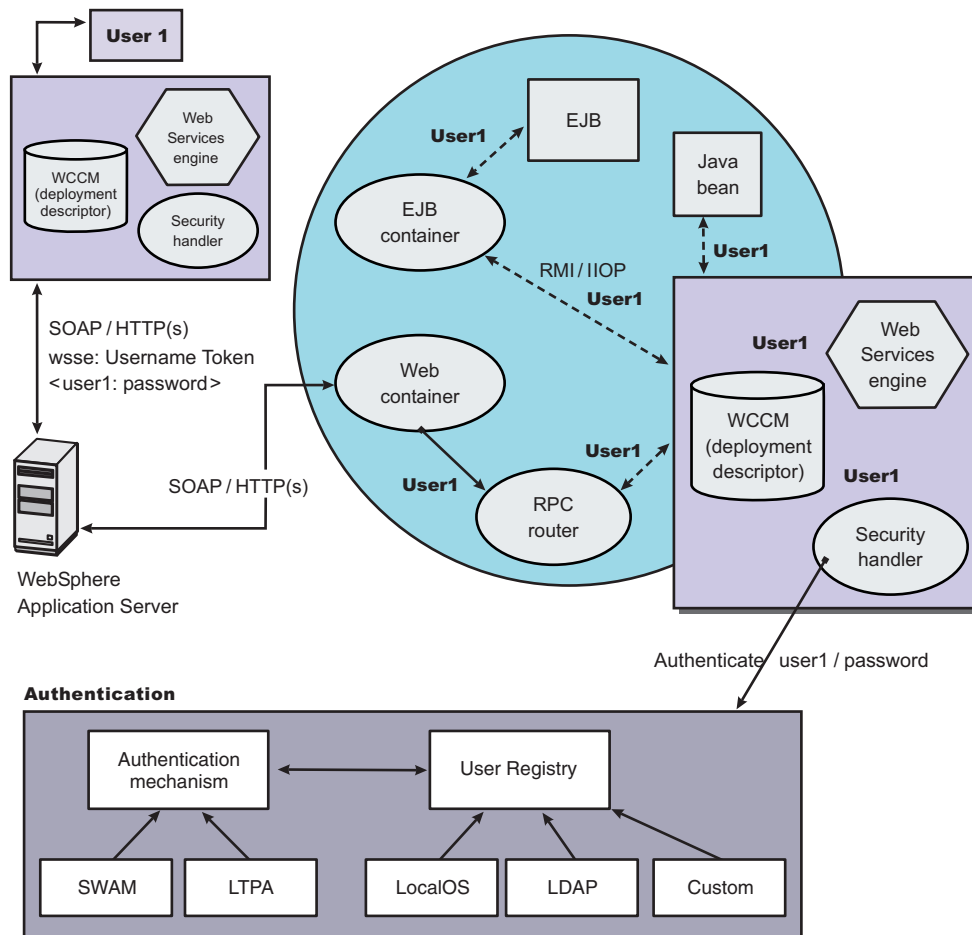 User 1
Web
Services
engine
WCCM
(deployment
descriptor)
Security
handler
SOAP / HTTP(s)
wsse: Username Token
<user1: password>
WebSphere
Application Server
SOAP / HTTP(s)
EJB
User1
EJB
container
Java
bean
User1
RMI / IIOP
User1
Web
container
User1
RPC
router
User1
User1
Web
Services
engine
WCCM
(deployment
descriptor)
User1
Security
handler
Authenticate user1 / password
Authentication
Authentication
mechanism
User Registry
SWAM
LTPA
LocalOS
LDAP
Custom